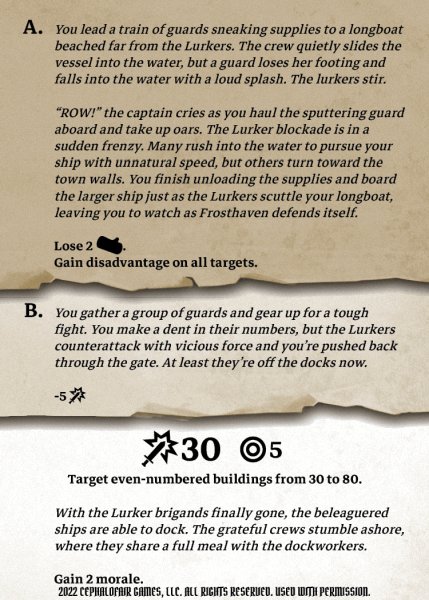 A. You lead a train of guards sneaking supplies to a longboat
beached far from the Lurkers. The crew quietly slides the
vessel into the water, but a guard loses her footing and
falls into the water with a loud splash. The lurkers stir.
“ROW!” the captain cries as you haul the sputtering guard
aboard and take up oars. The Lurker blockade is in a
sudden frenzy. Many rush into the water to pursue your
ship with unnatural speed, but others turn toward the
town walls. You finish unloading the supplies and board
the larger ship just as the Lurkers scuttle your longboat,
leaving you to watch as Frosthaven defends itself.
Lose 2 .
Gain disadvantage on all targets.
B. You gather a group of guards and gear up for a tough
fight. You make a dent in their numbers, but the Lurkers
counterattack with vicious force and you’re pushed back
through the gate. At least they’re off the docks now.
-5
30 5
Target even-numbered buildings from 30 to 80.
With the Lurker brigands finally gone, the beleaguered
ships are able to dock. The grateful crews stumble ashore,
where they share a full meal with the dockworkers.
Gain 2 morale.
2022 CEPHALOFAIR GAMES, LLC. ALL RIGHTS RESERVED. USED WITH PERMISSION.